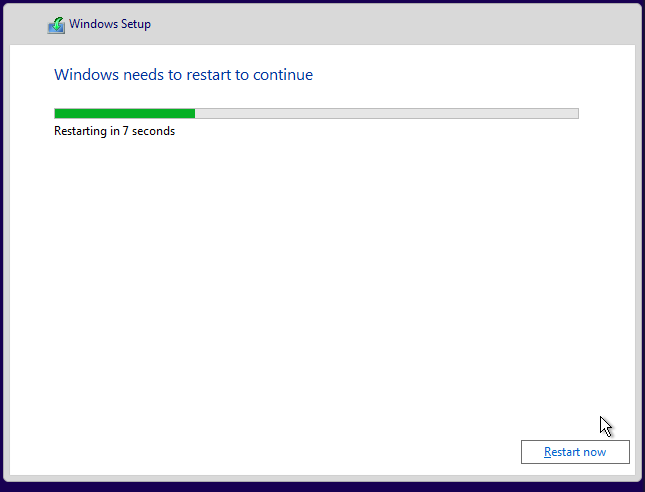 Windows Setup
Windows needs to restart to continue
Restarting in 7 seconds
Restart now